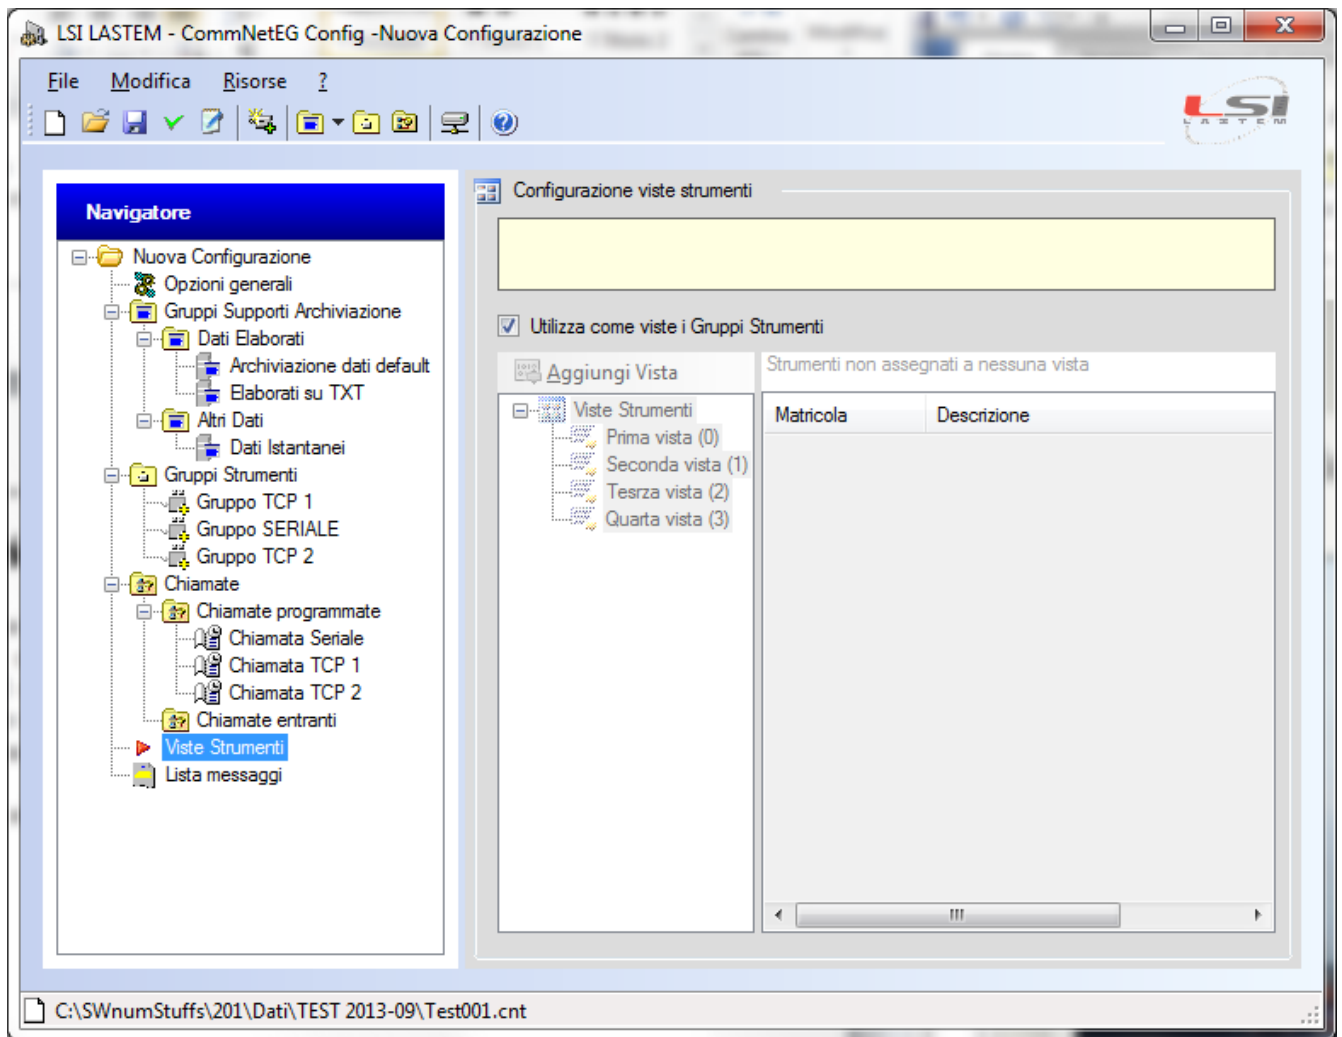 LSI LASTEM - CommNetEG Config -Nuova Configurazione
File Modifica Risorse ?
LSI
LASTEM
Navigatore
Nuova Configurazione
Opzioni generali
Gruppi Supporti Archiviazione
Dati Elaborati
Archiviazione dati default
Elaborati su TXT
Altri Dati
Dati Istantanei
Gruppi Strumenti
Gruppo TCP 1
Gruppo SERIALE
Gruppo TCP 2
Chiamate
Chiamate programmate
Chiamata Seriale
Chiamata TCP 1
Chiamata TCP 2
Chiamate entranti
Viste Strumenti
Lista messaggi
Configurazione viste strumenti
Utilizza come viste i Gruppi Strumenti
Aggiungi Vista
Viste Strumenti
Prima vista (0)
Seconda vista (1)
Tesrza vista (2)
Quarta vista (3)
Strumenti non assegnati a nessuna vista
Matricola Descrizione
C:\SWnumStuffs\201\Dati\TEST 2013-09\Test001.cnt